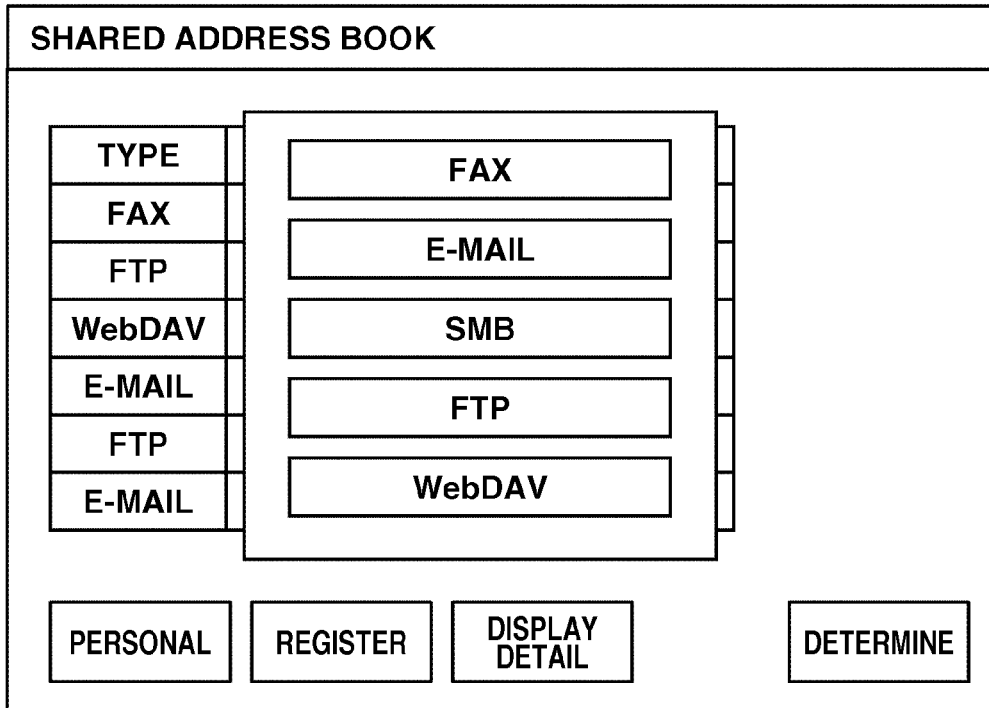 SHARED ADDRESS BOOK
TYPE
FAX
FTP
WebDAV
E-MAIL
FTP
E-MAIL
FAX
E-MAIL
SMB
FTP
WebDAV
PERSONAL
REGISTER
DISPLAY
DETAIL
DETERMINE